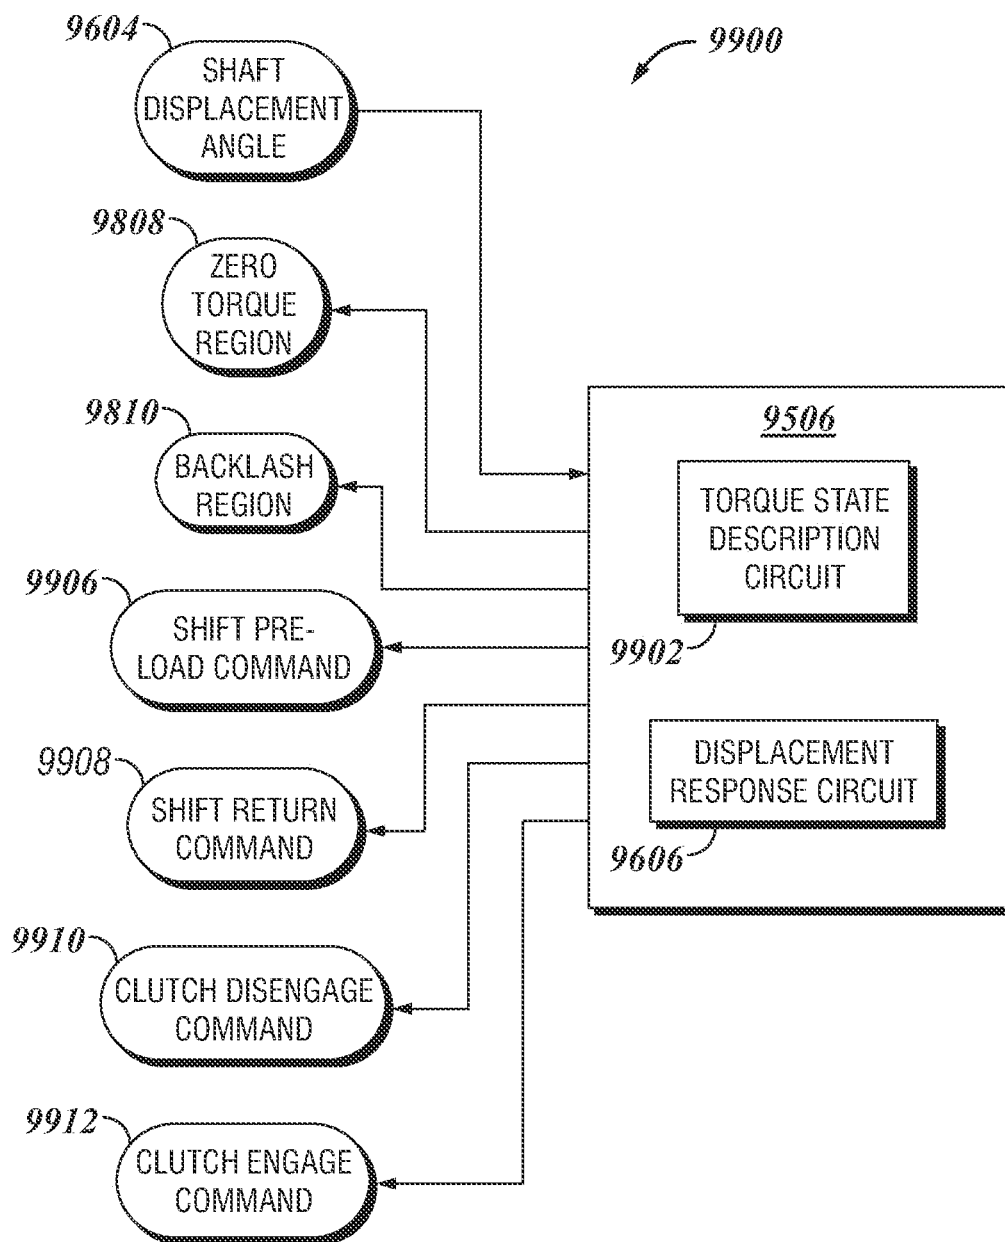 9604
9900
SHAFT
DISPLACEMENT
ANGLE
9808
ZERO
TORQUE
REGION
9810
BACKLASH
REGION
9506
TORQUE STATE
DESCRIPTION
CIRCUIT
9902
9906
SHIFT PRE-
LOAD COMMAND
9908
SHIFT RETURN
COMMAND
DISPLACEMENT
RESPONSE CIRCUIT
9606
9910
CLUTCH DISENGAGE
COMMAND
9912
CLUTCH ENGAGE
COMMAND